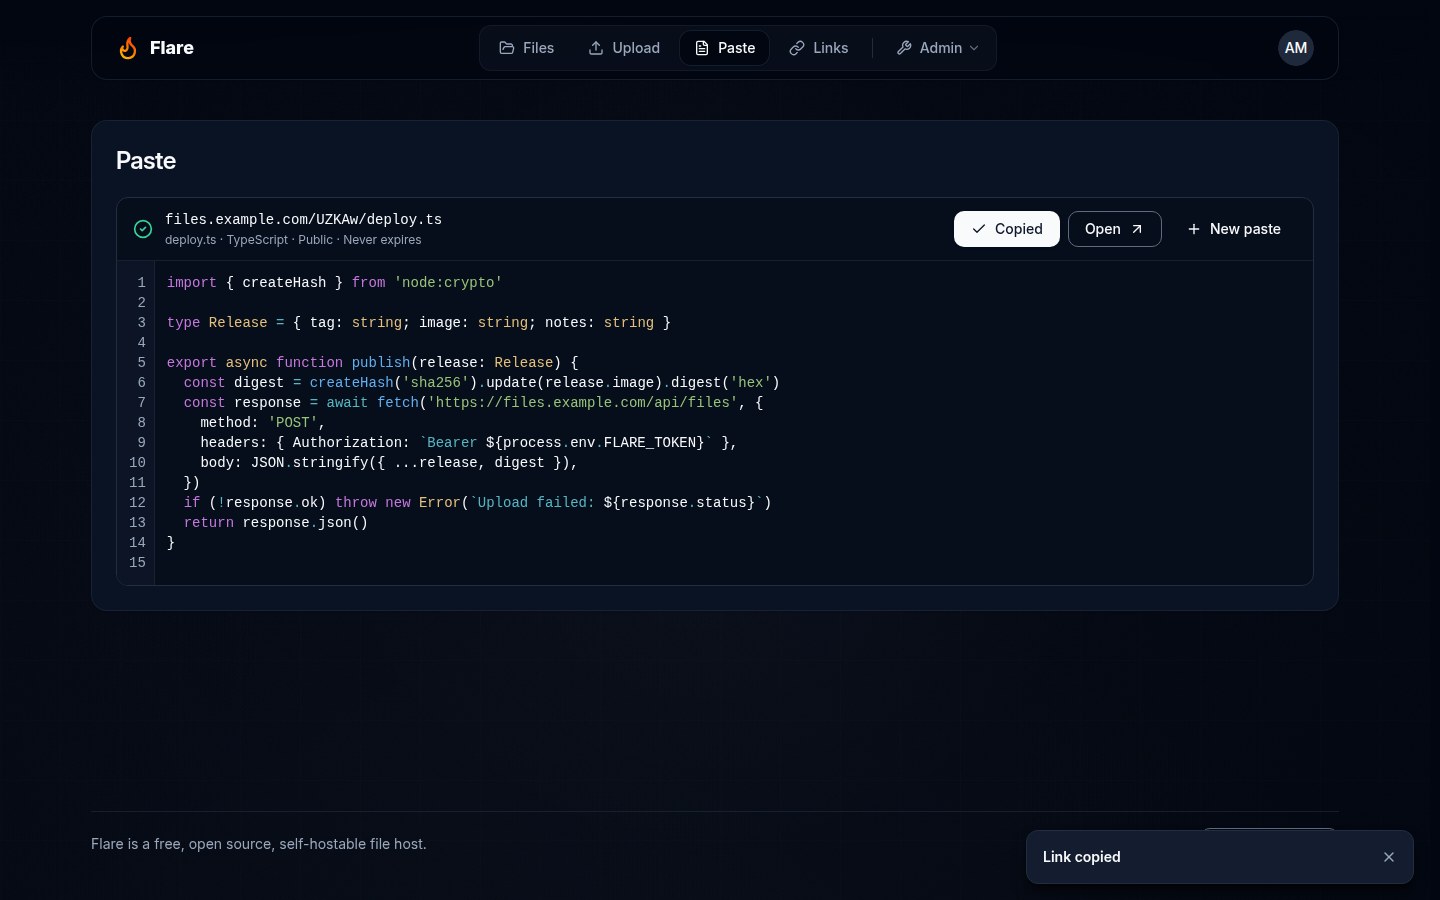 Flare
Files
Upload
Paste
Links
Admin
AM
Paste
files.example.com/UZKAw/deploy.ts
deploy.ts · TypeScript · Public · Never expires
Copied
Open
New paste
1 import { createHash } from 'node:crypto'
2
3 type Release = { tag: string; image: string; notes: string }
4
5 export async function publish(release: Release) {
6   const digest = createHash('sha256').update(release.image).digest('hex')
7   const response = await fetch('https://files.example.com/api/files', {
8     method: 'POST',
9     headers: { Authorization: `Bearer ${process.env.FLARE_TOKEN}` },
10     body: JSON.stringify({ ...release, digest }),
11   })
12   if (!response.ok) throw new Error(`Upload failed: ${response.status}`)
13   return response.json()
14 }
15
Flare is a free, open source, self-hostable file host.
Link copied